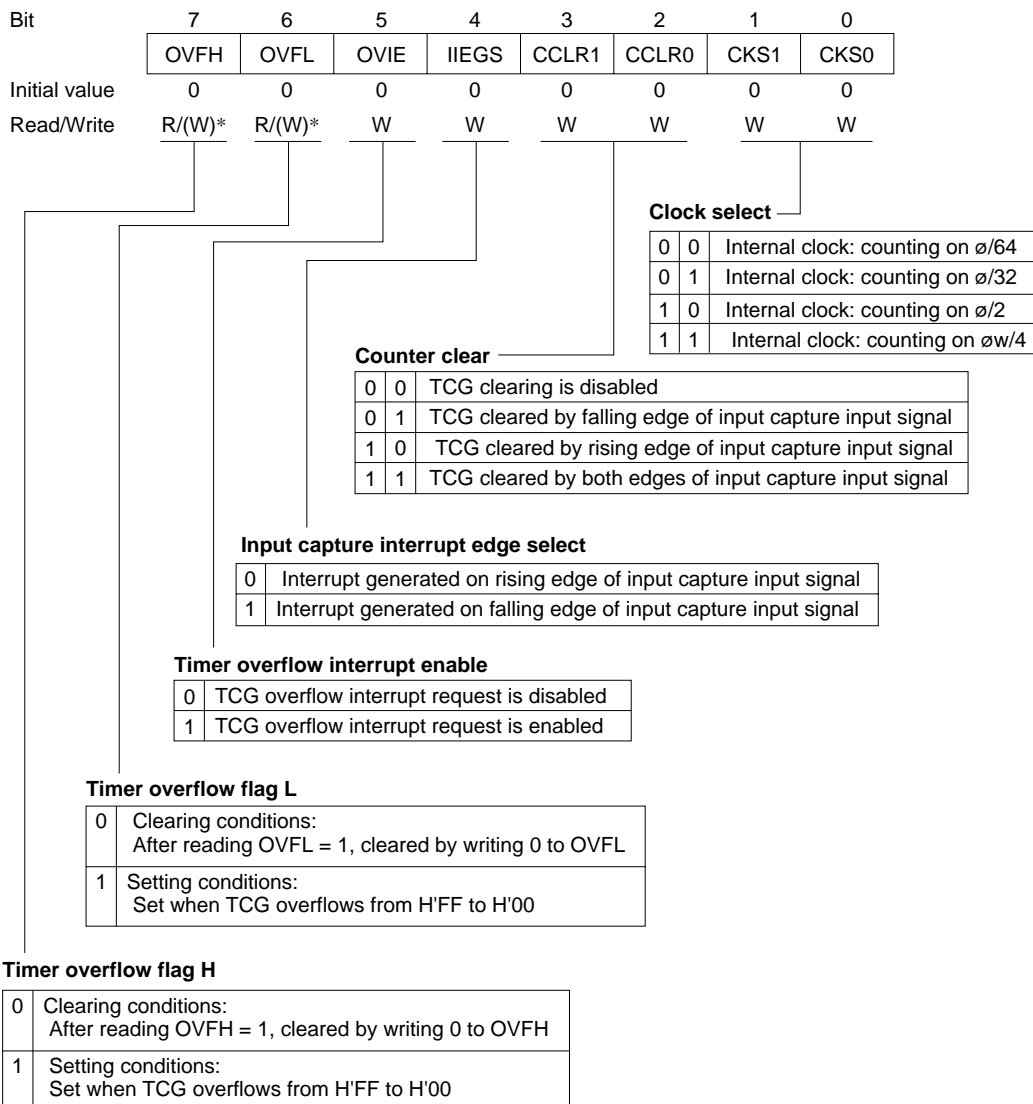 Bit 7 6 5 4 3 2 1 0
OVFH OVFL OVIE IIEGS CCLR1 CCLR0 CKS1 CKS0
Initial value 0 0 0 0 0 0 0 0
Read/Write R/(W)* R/(W)* W W W W W W
Clock select
0 0 Internal clock: counting on ø/64
0 1 Internal clock: counting on ø/32
1 0 Internal clock: counting on ø/2
1 1 Internal clock: counting on øw/4
Counter clear
0 0 TCG clearing is disabled
0 1 TCG cleared by falling edge of input capture input signal
1 0 TCG cleared by rising edge of input capture input signal
1 1 TCG cleared by both edges of input capture input signal
Input capture interrupt edge select
0 Interrupt generated on rising edge of input capture input signal
1 Interrupt generated on falling edge of input capture input signal
Timer overflow interrupt enable
0 TCG overflow interrupt request is disabled
1 TCG overflow interrupt request is enabled
Timer overflow flag L
0 Clearing conditions:
After reading OVFL = 1, cleared by writing 0 to OVFL
1 Setting conditions:
Set when TCG overflows from H'FF to H'00
Timer overflow flag H
0 Clearing conditions:
After reading OVFH = 1, cleared by writing 0 to OVFH
1 Setting conditions:
Set when TCG overflows from H'FF to H'00